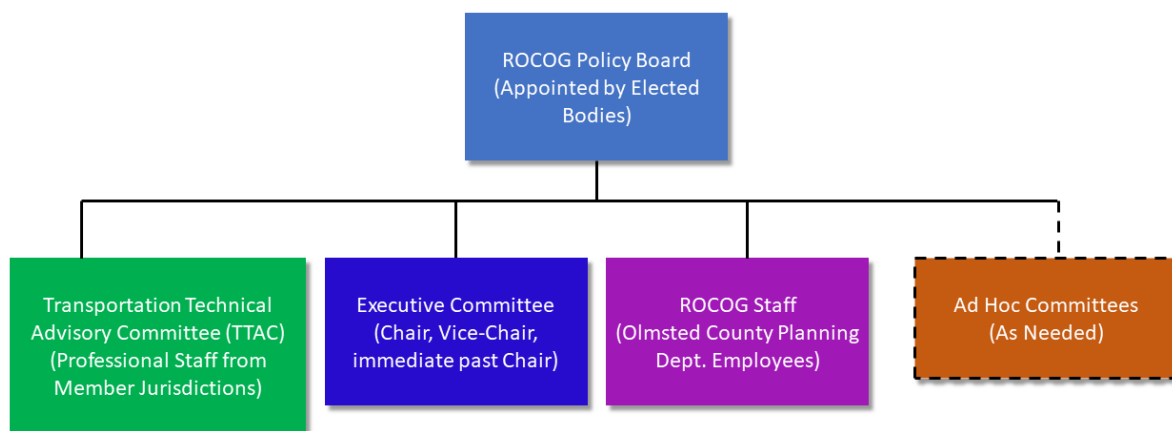 ROCOG Policy Board
(Appointed by Elected
Bodies)
Transportation Technical
Advisory Committee (TTAC)
(Professional Staff from
Member Jurisdictions)
Executive Committee
(Chair, Vice-Chair,
immediate past Chair)
ROCOG Staff
(Olmsted County Planning
Dept. Employees)
Ad Hoc Committees
(As Needed)